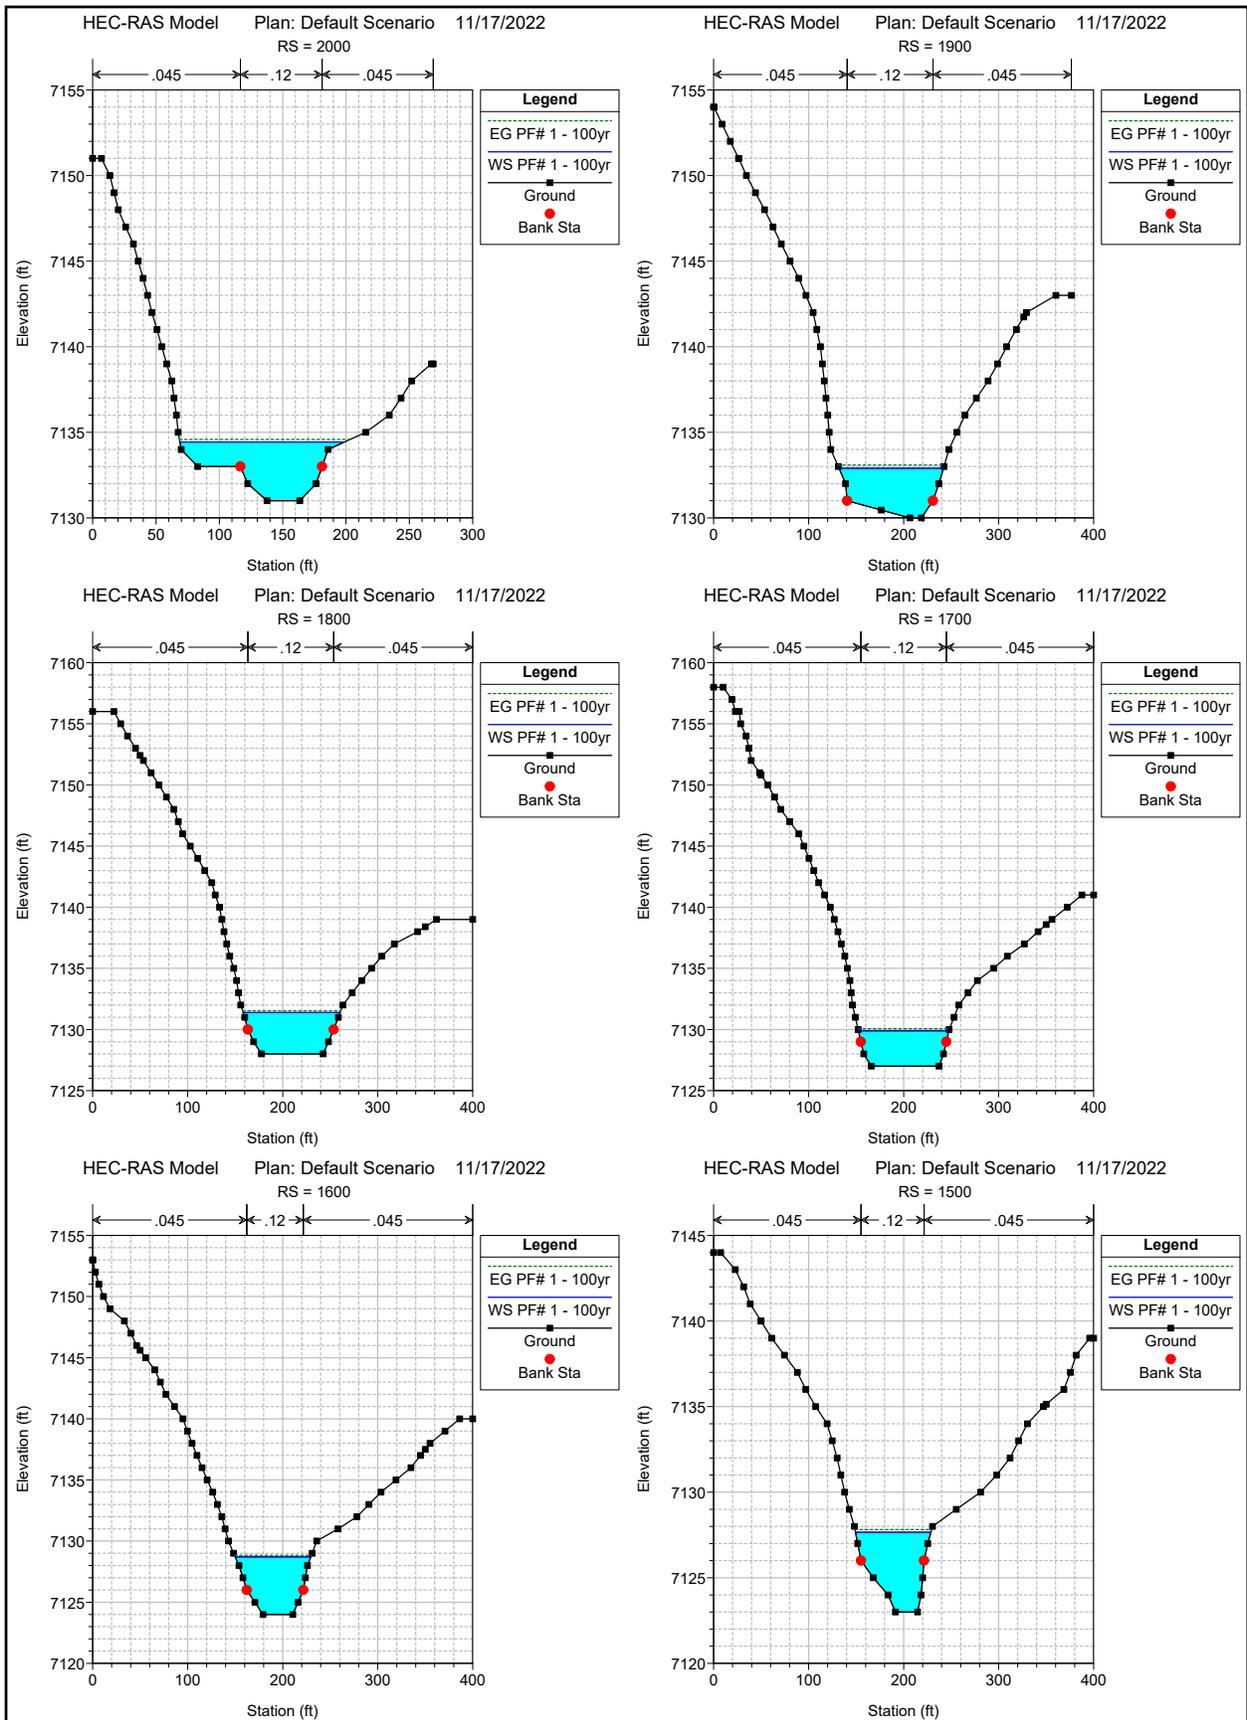 HEC-RAS Model Plan: Default Scenario 11/17/2022
RS = 2000
.045 .12 .045
7155
7150
7145
7140
7135
7130
Elevation (ft)
0 50 100 150 200 250 300
Station (ft)
Legend
EG PF# 1 - 100yr
WS PF# 1 - 100yr
Ground
Bank Sta
HEC-RAS Model Plan: Default Scenario 11/17/2022
RS = 1900
.045 .12 .045
7155
7150
7145
7140
7135
7130
Elevation (ft)
0 100 200 300 400
Station (ft)
Legend
EG PF# 1 - 100yr
WS PF# 1 - 100yr
Ground
Bank Sta
HEC-RAS Model Plan: Default Scenario 11/17/2022
RS = 1800
.045 .12 .045
7160
7155
7150
7145
7140
7135
7130
7125
Elevation (ft)
0 100 200 300 400
Station (ft)
Legend
EG PF# 1 - 100yr
WS PF# 1 - 100yr
Ground
Bank Sta
HEC-RAS Model Plan: Default Scenario 11/17/2022
RS = 1700
.045 .12 .045
7160
7155
7150
7145
7140
7135
7130
7125
Elevation (ft)
0 100 200 300 400
Station (ft)
Legend
EG PF# 1 - 100yr
WS PF# 1 - 100yr
Ground
Bank Sta
HEC-RAS Model Plan: Default Scenario 11/17/2022
RS = 1600
.045 .12 .045
7155
7150
7145
7140
7135
7130
7125
7120
Elevation (ft)
0 100 200 300 400
Station (ft)
Legend
EG PF# 1 - 100yr
WS PF# 1 - 100yr
Ground
Bank Sta
HEC-RAS Model Plan: Default Scenario 11/17/2022
RS = 1500
.045 .12 .045
7145
7140
7135
7130
7125
7120
Elevation (ft)
0 100 200 300 400
Station (ft)
Legend
EG PF# 1 - 100yr
WS PF# 1 - 100yr
Ground
Bank Sta